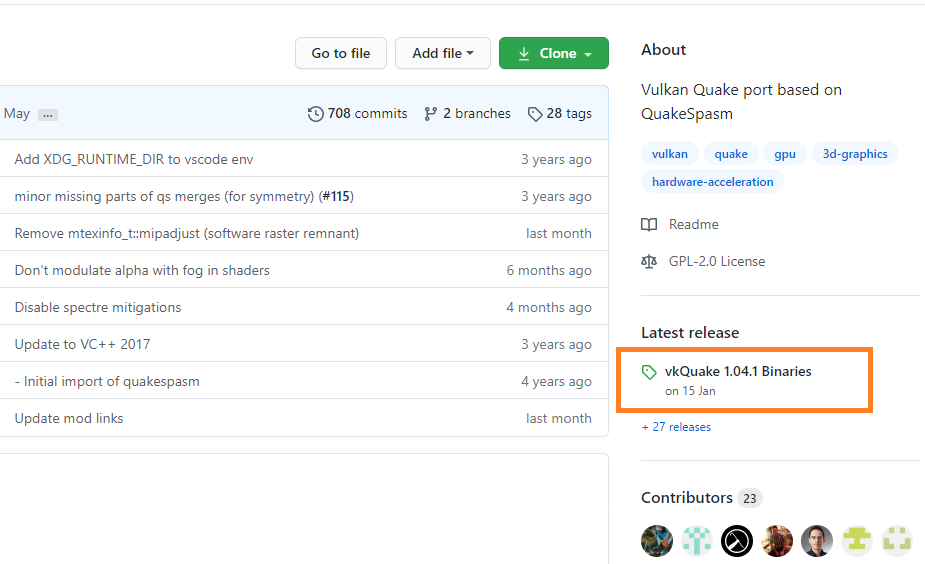 Go to file
Add file
Clone
May ...
708 commits
2 branches
28 tags
Add XDG_RUNTIME_DIR to vscode env 3 years ago
minor missing parts of qs merges (for symmetry) (#115) 3 years ago
Remove mtexinfo_t::mipadjust (software raster remnant) last month
Don't modulate alpha with fog in shaders 6 months ago
Disable spectre mitigations 4 months ago
Update to VC++ 2017 3 years ago
- Initial import of quakespasm 4 years ago
Update mod links last month
About
Vulkan Quake port based on
QuakeSpasm
vulkan quake gpu 3d-graphics
hardware-acceleration
Readme
GPL-2.0 License
Latest release
vkQuake 1.04.1 Binaries
on 15 Jan
+ 27 releases
Contributors 23